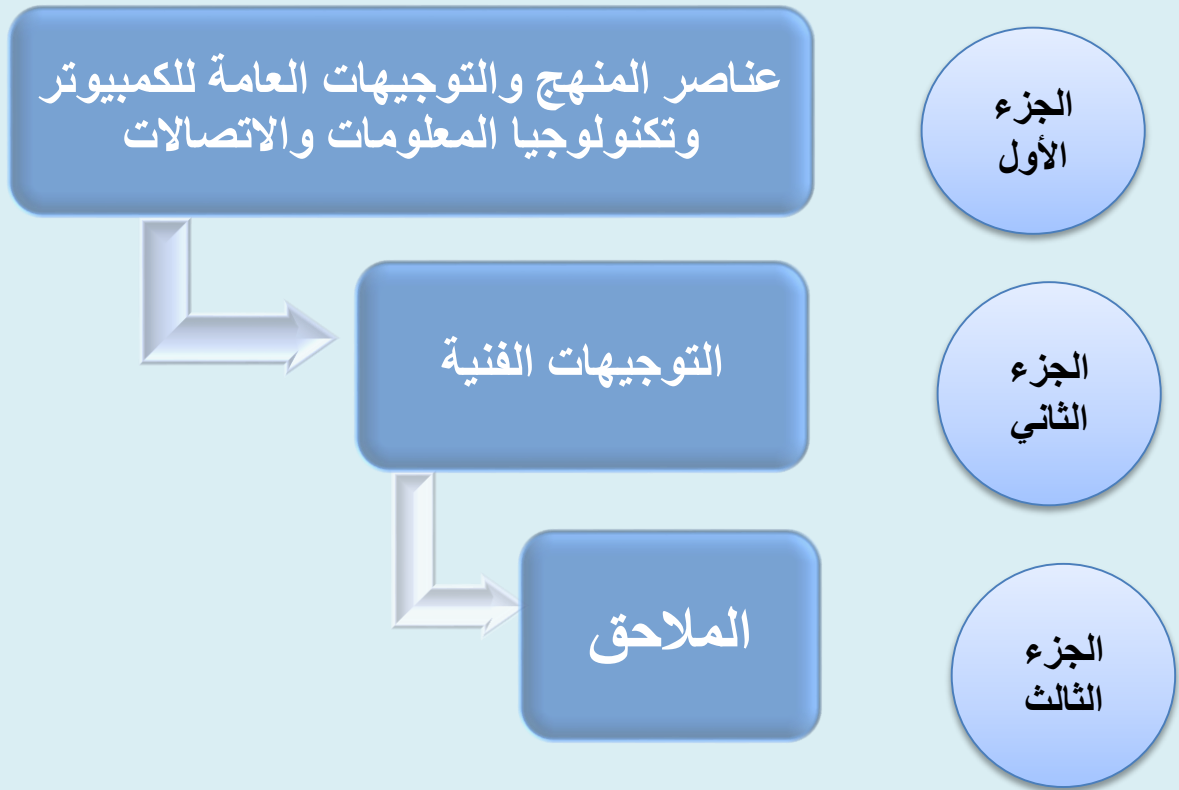 الجزء
الأول
عناصر المنهج والتوجيهات العامة للكمبيوتر
وتكنولوجيا المعلومات والاتصالات
الجزء
الثاني
التوجيهات الفنية
الجزء
الثالث
الملاحق